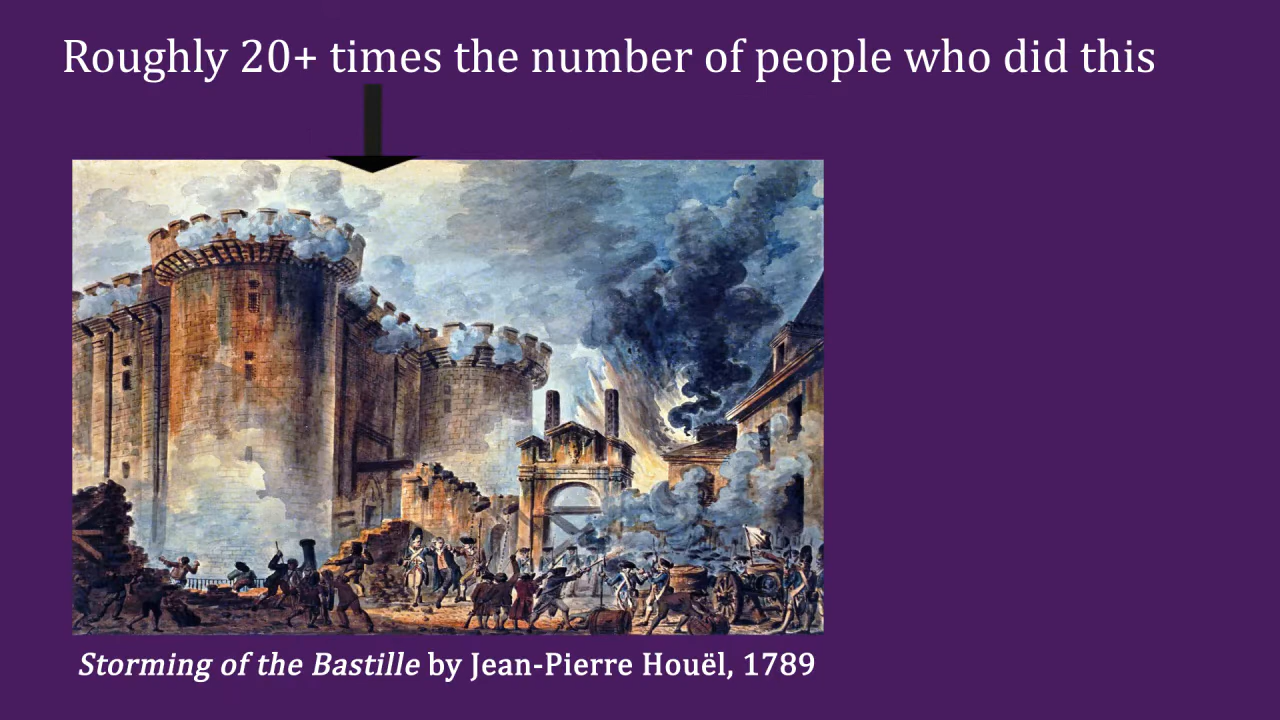 Roughly 20+ times the number of people who did this
Storming of the Bastille by Jean-Pierre Houël, 1789